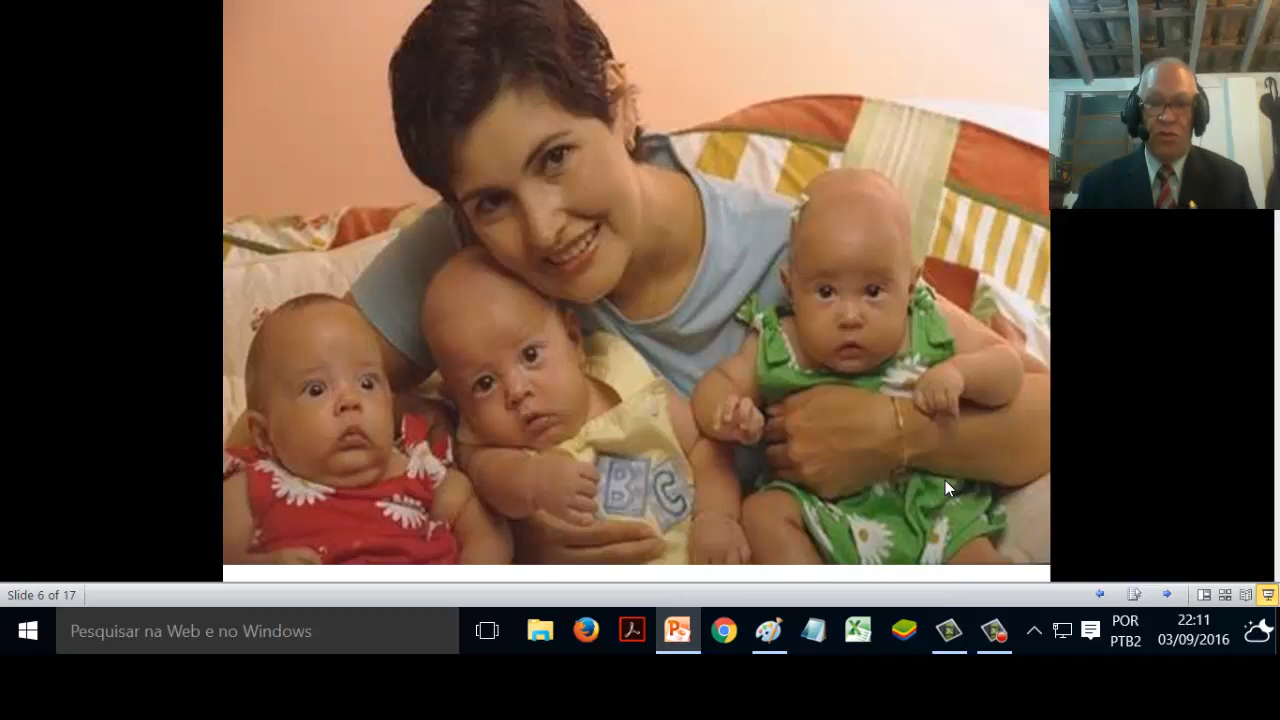 BC
Slide 6 of 17
Pesquisar na Web e no Windows
POR
PTB2
22:11
03/09/2016